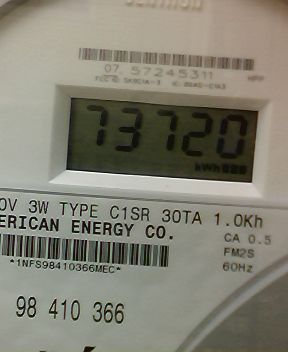 07. 57245311
HPP
73720
kWh
0V 3W TYPE C1SR 30TA 1.0Kh
ERICAN ENERGY CO.
CA 0.5
FM2S
60Hz
*1NFS98410366MEC*
98 410 366